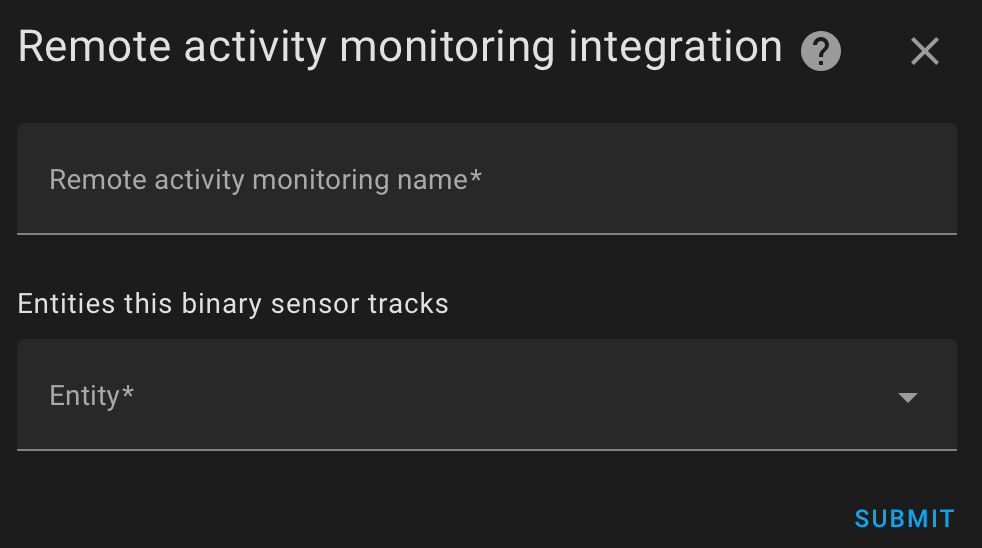 Remote activity monitoring integration ?
Remote activity monitoring name*
Entities this binary sensor tracks
Entity*
SUBMIT